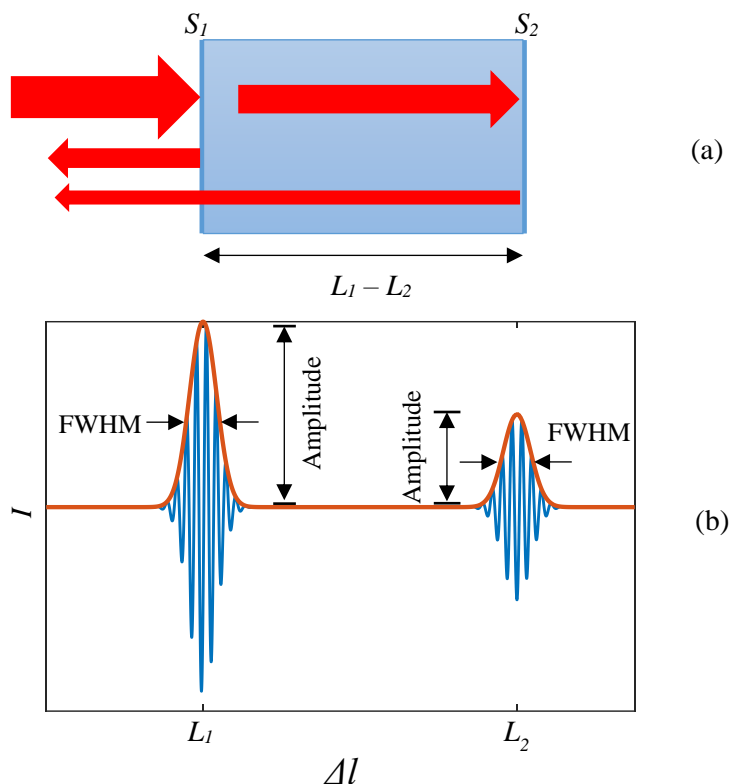 S1 S2
(a)
L1 – L2
FWHM
Amplitude
Amplitude
FWHM
I
(b)
L1 L2
Δl